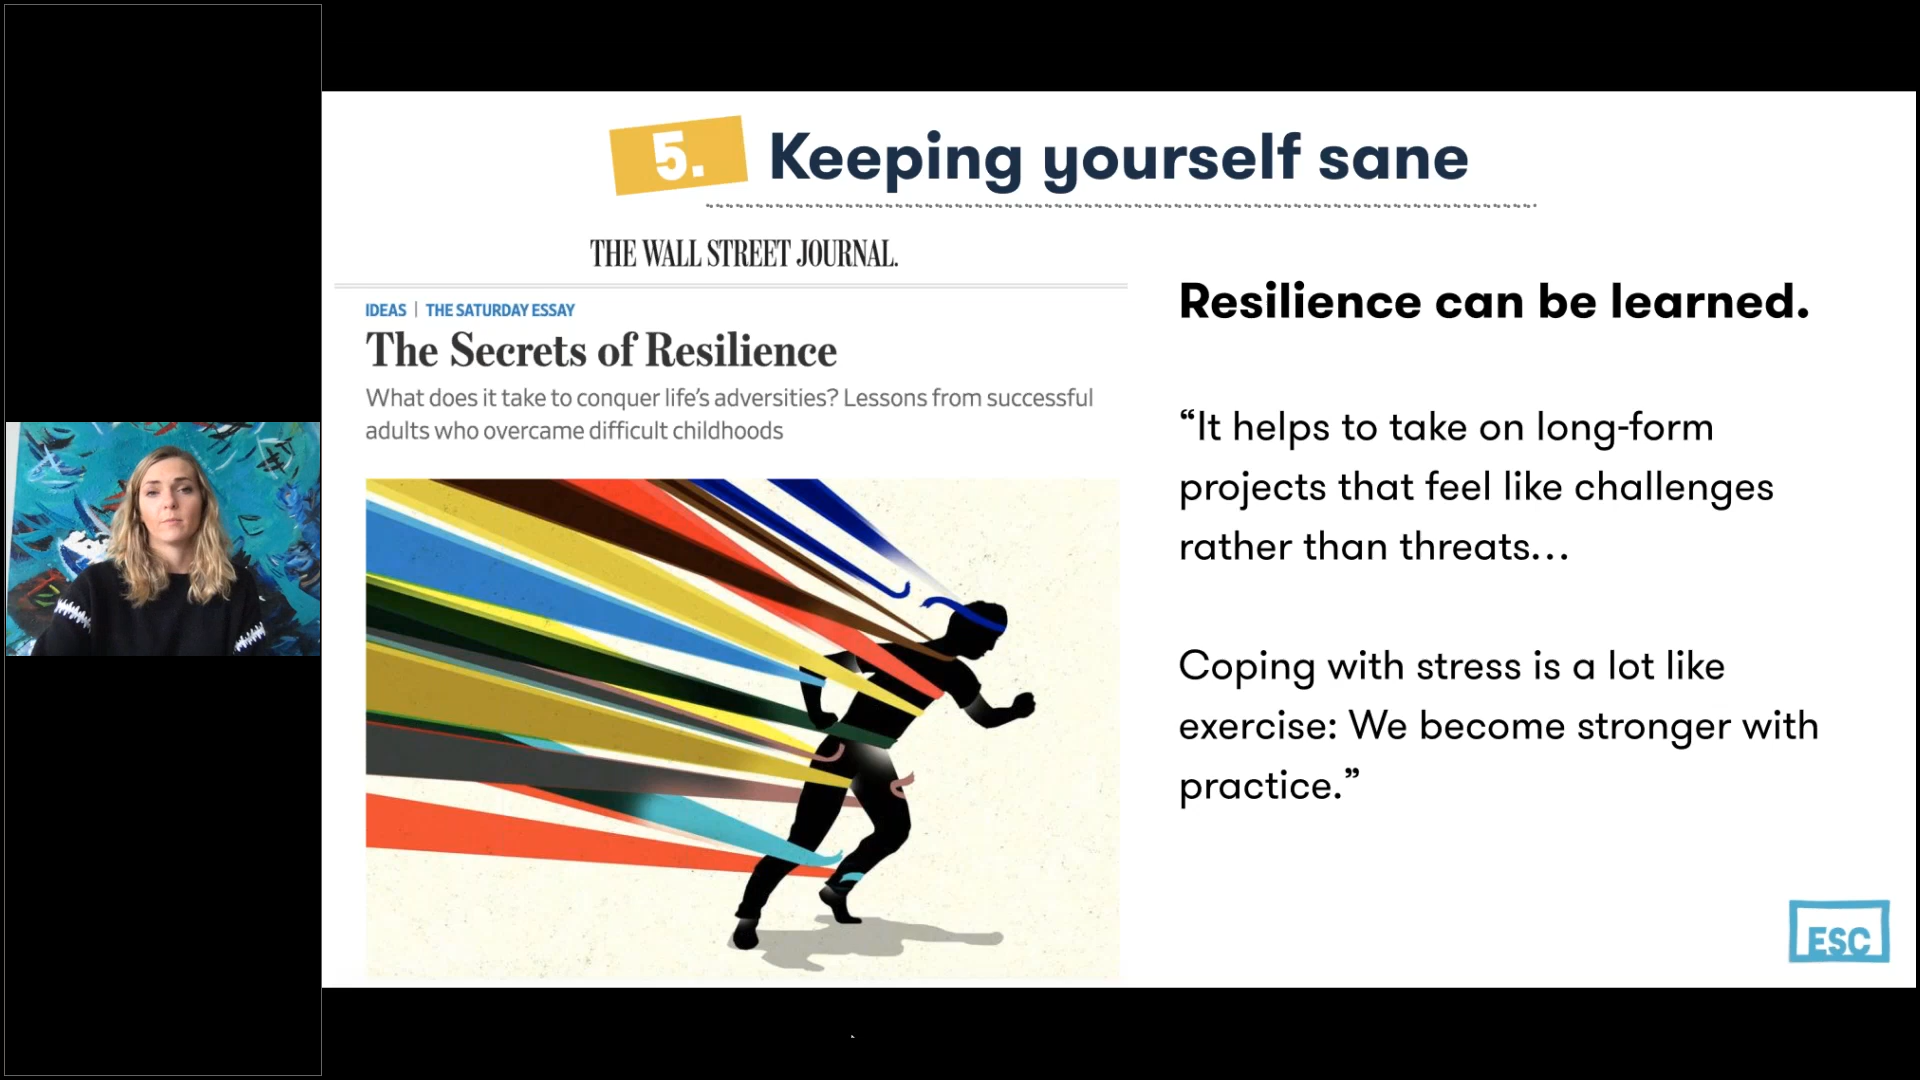 5. Keeping yourself sane
THE WALL STREET JOURNAL.
IDEAS | THE SATURDAY ESSAY
The Secrets of Resilience
What does it take to conquer life’s adversities? Lessons from successful
adults who overcame difficult childhoods
Resilience can be learned.
“It helps to take on long-form
projects that feel like challenges
rather than threats…
Coping with stress is a lot like
exercise: We become stronger with
practice.”
ESC